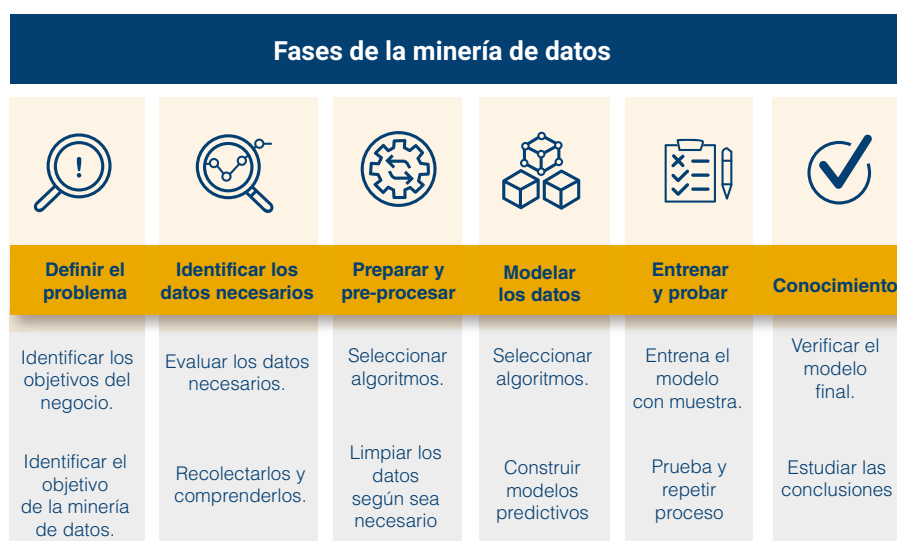 Fases de la minería de datos
Definir el
problema
Identificar los
datos necesarios
Preparar y
pre-procesar
Modelar
los datos
Entrenar
y probar
Conocimiento
Identificar los
objetivos del
negocio.
Evaluar los datos
necesarios.
Seleccionar
algoritmos.
Seleccionar
algoritmos.
Entrena el
modelo
con muestra.
Verificar el
modelo
final.
Identificar el
objetivo
de la minería
de datos.
Recolectarlos y
comprenderlos.
Limpiar los
datos
según sea
necesario
Construir
modelos
predictivos
Prueba y
repetir
proceso
Estudiar las
conclusiones